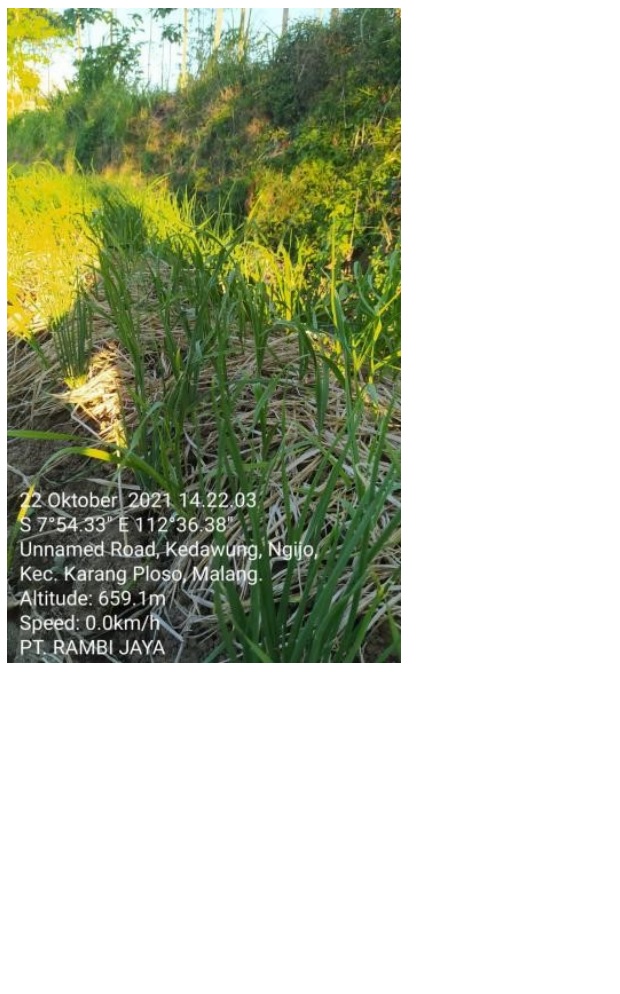 22 Oktober  2021 14.22.03
S 7°54.33" E 112°36.38"
Unnamed Road, Kedawung, Ngijo,
Kec. Karang Ploso, Malang.
Altitude: 659.1m
Speed: 0.0km/h
PT. RAMBI JAYA